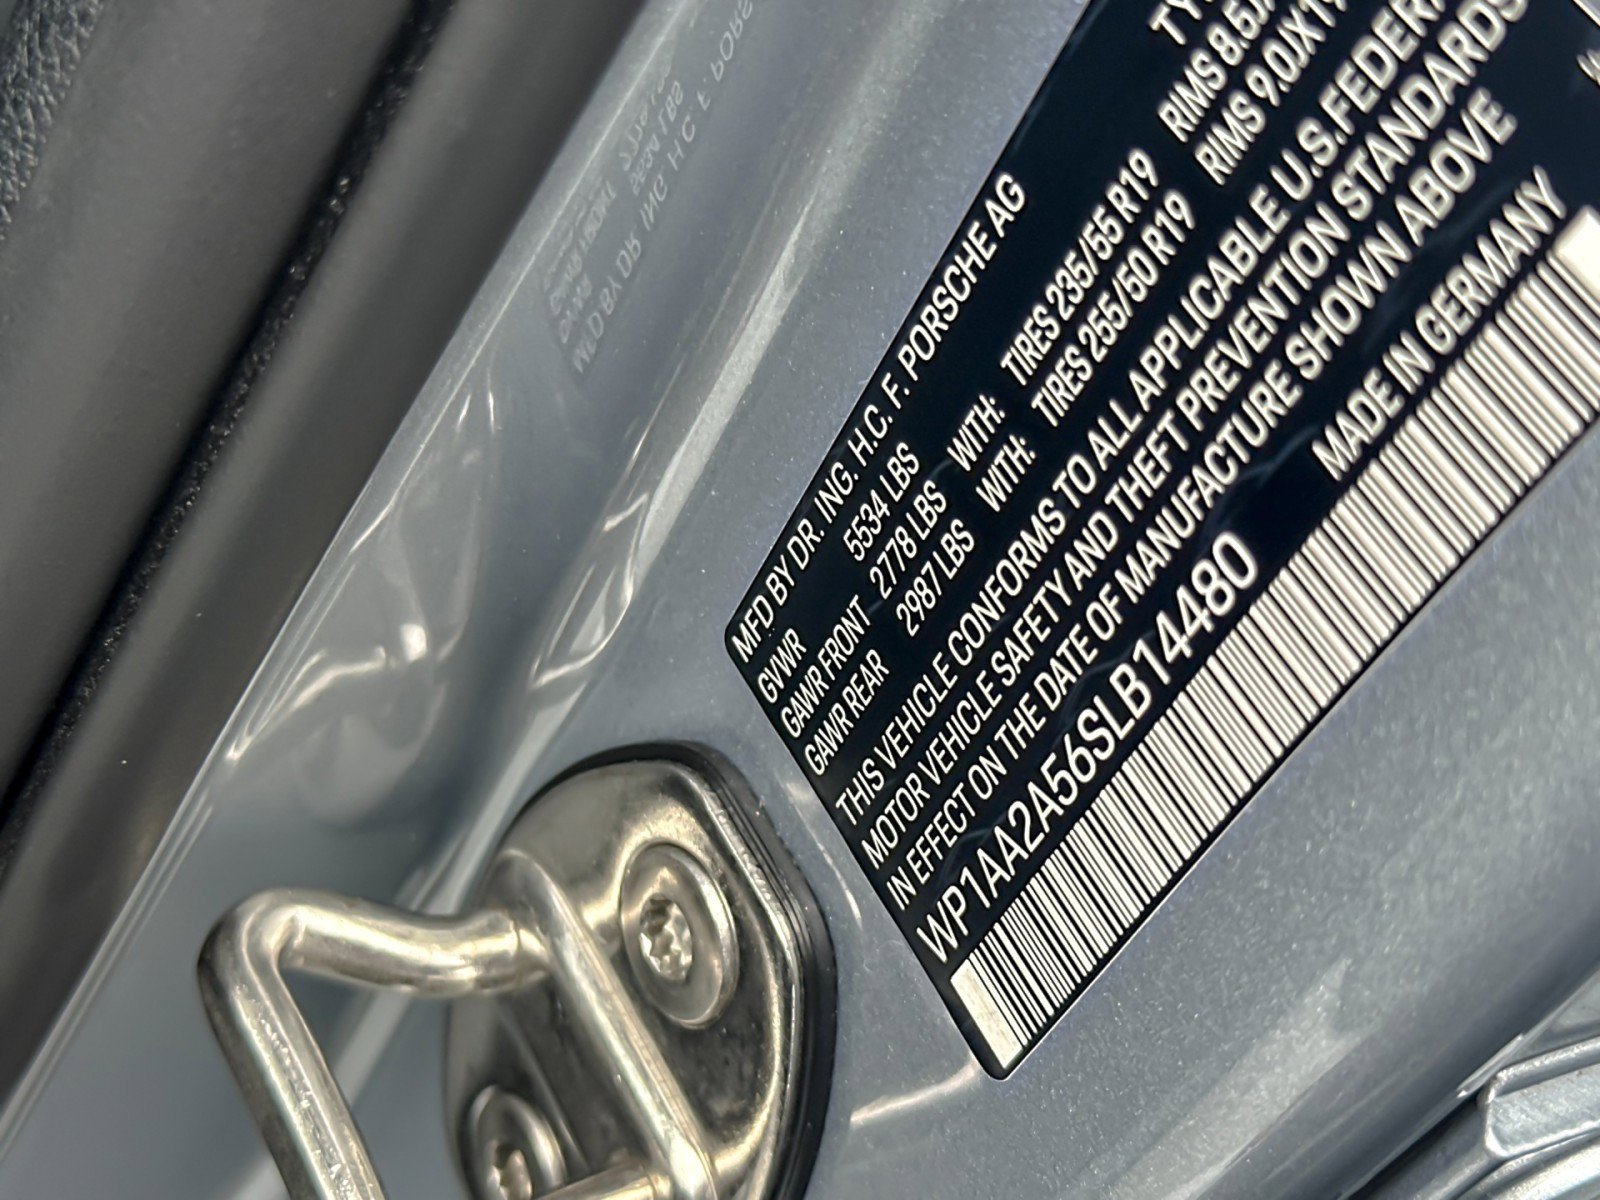 MFD BY DR. ING. H.C. F. PORSCHE AG
GVWR 5534 LBS
GAWR FRONT 2778 LBS WITH: TIRES 235/55 R19 RIMS 8.5J
GAWR REAR 2987 LBS WITH: TIRES 255/50 R19 RIMS 9.0JX19
THIS VEHICLE CONFORMS TO ALL APPLICABLE U.S.FEDERA
MOTOR VEHICLE SAFETY AND THEFT PREVENTION STANDARDS
IN EFFECT ON THE DATE OF MANUFACTURE SHOWN ABOVE
WP1AA2A56SLB14480 MADE IN GERMANY